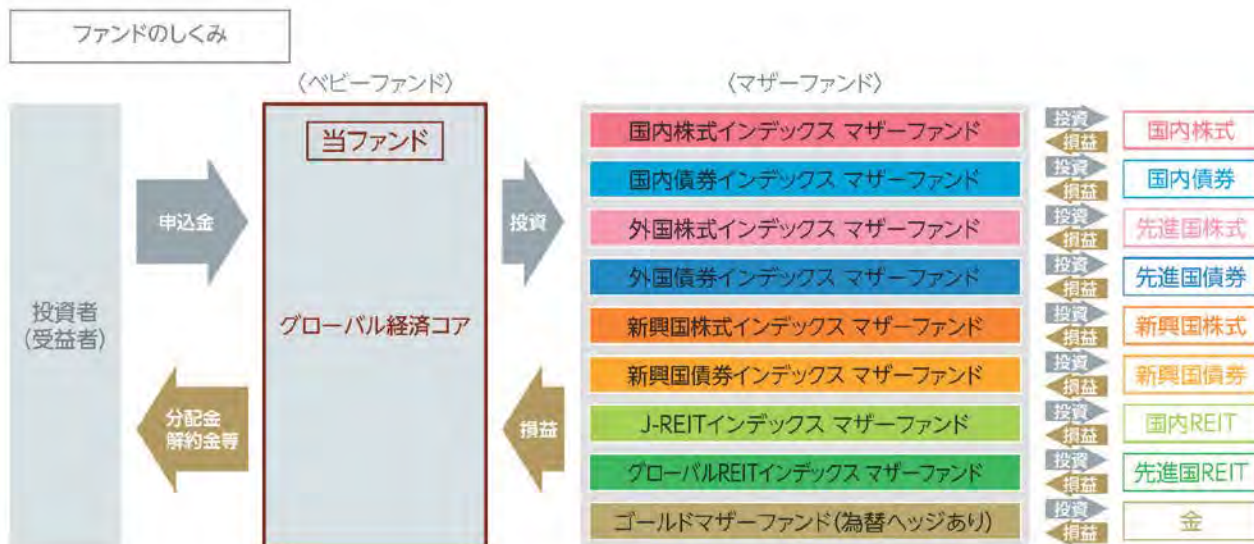 ファンドのしくみ
〈ベビーファンド〉
〈マザーファンド〉
投資者
(受益者)
申込金
分配金
解約金等
当ファンド
グローバル経済コア
投資
損益
国内株式インデックス マザーファンド
投資
損益
国内株式
国内債券インデックス マザーファンド
投資
損益
国内債券
外国株式インデックス マザーファンド
投資
損益
先進国株式
外国債券インデックス マザーファンド
投資
損益
先進国債券
新興国株式インデックス マザーファンド
投資
損益
新興国株式
新興国債券インデックス マザーファンド
投資
損益
新興国債券
J-REITインデックス マザーファンド
投資
損益
国内REIT
グローバルREITインデックス マザーファンド
投資
損益
先進国REIT
ゴールドマザーファンド(為替ヘッジあり)
投資
損益
金